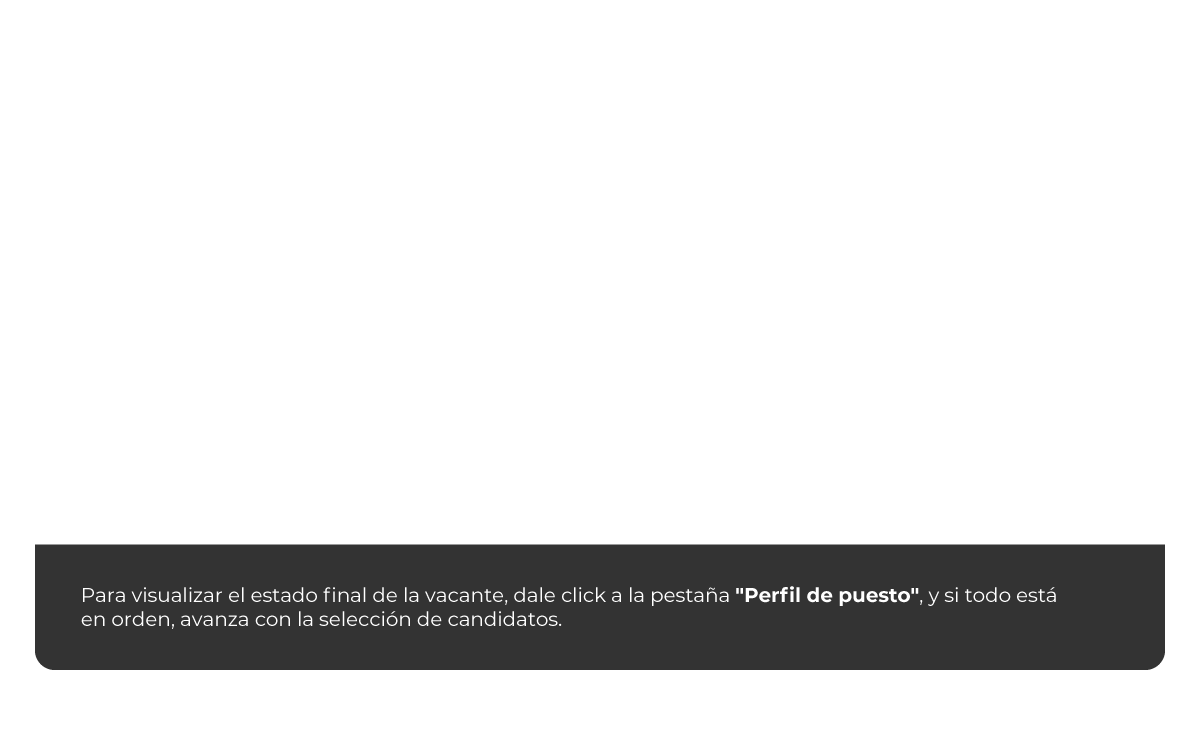 Para visualizar el estado final de la vacante, dale click a la pestaña "Perfil de puesto", y si todo está
en orden, avanza con la selección de candidatos.